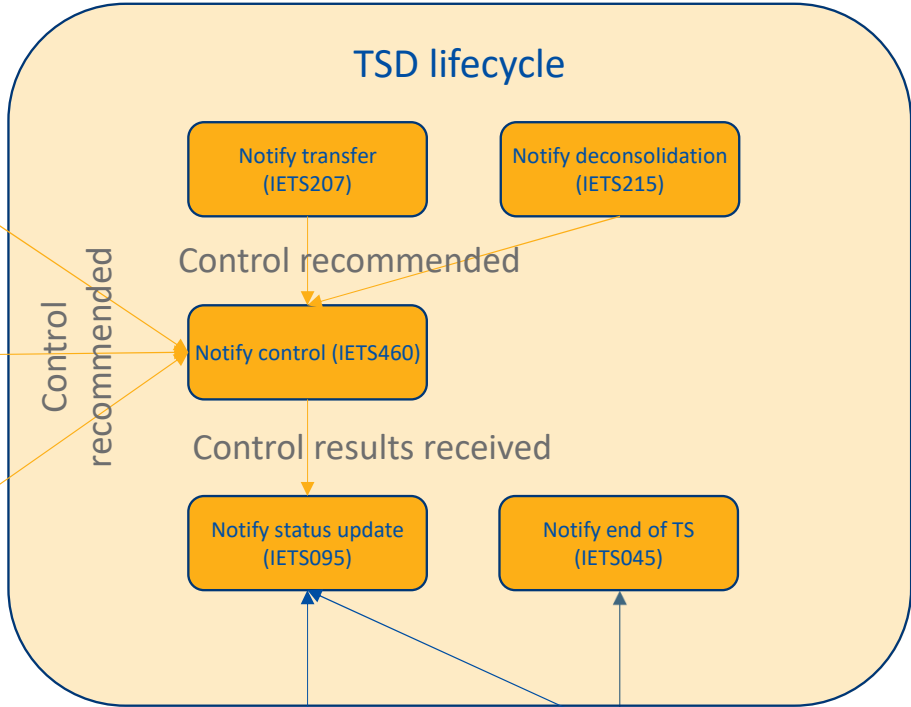 TSD lifecycle
Notify transfer
(IETS207)
Notify deconsolidation
(IETS215)
Control recommended
Control
recommended
Notify control (IETS460)
Control results received
Notify status update
(IETS095)
Notify end of TS
(IETS045)